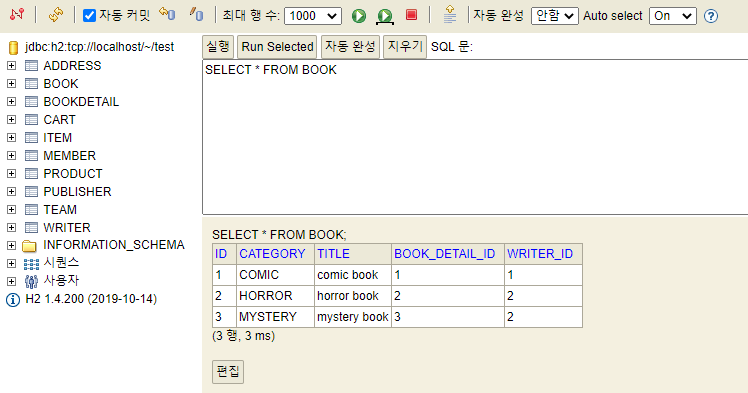 자동 커밋 최대 행 수: 1000 자동 완성 안함 Auto select On
jdbc:h2:tcp://localhost/~/test
ADDRESS
BOOK
BOOKDETAIL
CART
ITEM
MEMBER
PRODUCT
PUBLISHER
TEAM
WRITER
INFORMATION_SCHEMA
시퀀스
사용자
H2 1.4.200 (2019-10-14)
실행 Run Selected 자동 완성 지우기 SQL 문:
SELECT * FROM BOOK
SELECT * FROM BOOK;
ID CATEGORY TITLE BOOK_DETAIL_ID WRITER_ID
1 COMIC comic book 1 1
2 HORROR horror book 2 2
3 MYSTERY mystery book 3 2
(3 행, 3 ms)
편집